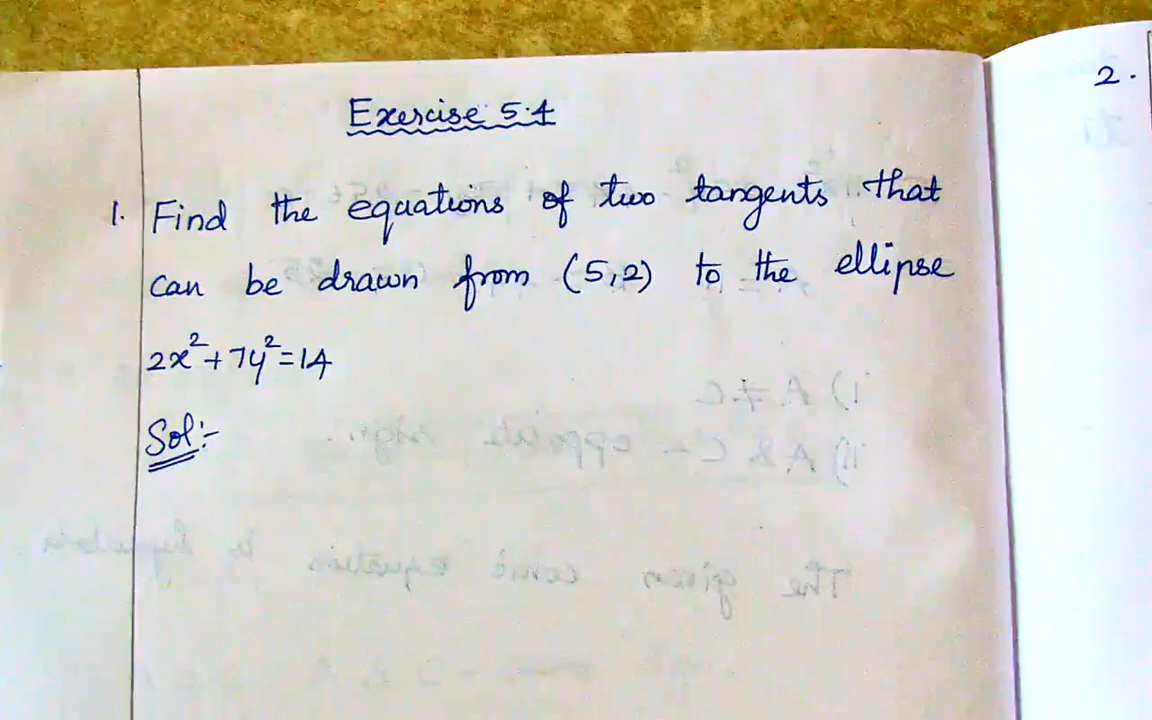 Exercise 5.4
1. Find the equations of two tangents that
can be drawn from (5,2) to the ellipse
2x²+7y²=14
Sol:-
2.